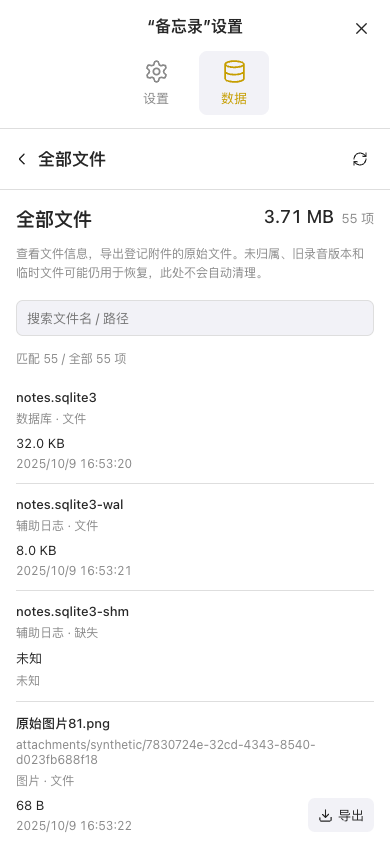 “备忘录”设置
设置
数据
全部文件
全部文件
3.71 MB 55 项
查看文件信息，导出登记附件的原始文件。未归属、旧录音版本和
临时文件可能仍用于恢复，此处不会自动清理。
搜索文件名 / 路径
匹配 55 / 全部 55 项
notes.sqlite3
数据库 · 文件
32.0 KB
2025/10/9 16:53:20
notes.sqlite3-wal
辅助日志 · 文件
8.0 KB
2025/10/9 16:53:21
notes.sqlite3-shm
辅助日志 · 缺失
未知
未知
原始图片81.png
attachments/synthetic/7830724e-32cd-4343-8540-
d023fb688f18
图片 · 文件
68 B
2025/10/9 16:53:22
导出